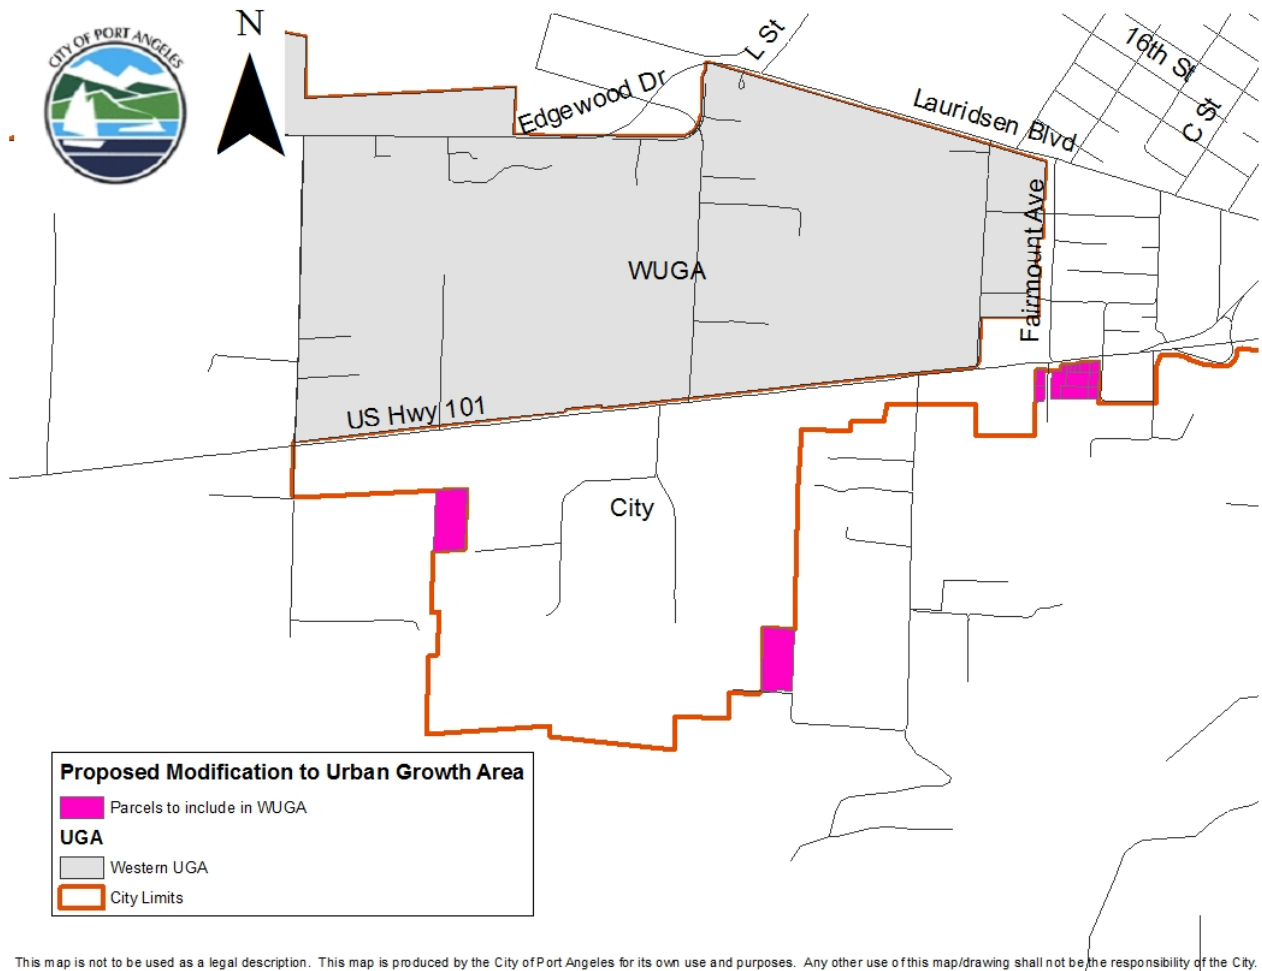 CITY OF PORT ANGELES
N
L St
16th St
Edgewood Dr
Lauridsen Blvd
C St
Fairmount Ave
WUGA
US Hwy 101
City
Proposed Modification to Urban Growth Area
Parcels to include in WUGA
UGA
Western UGA
City Limits
This map is not to be used as a legal description. This map is produced by the City of Port Angeles for its own use and purposes. Any other use of this map/drawing shall not be the responsibility of the City.